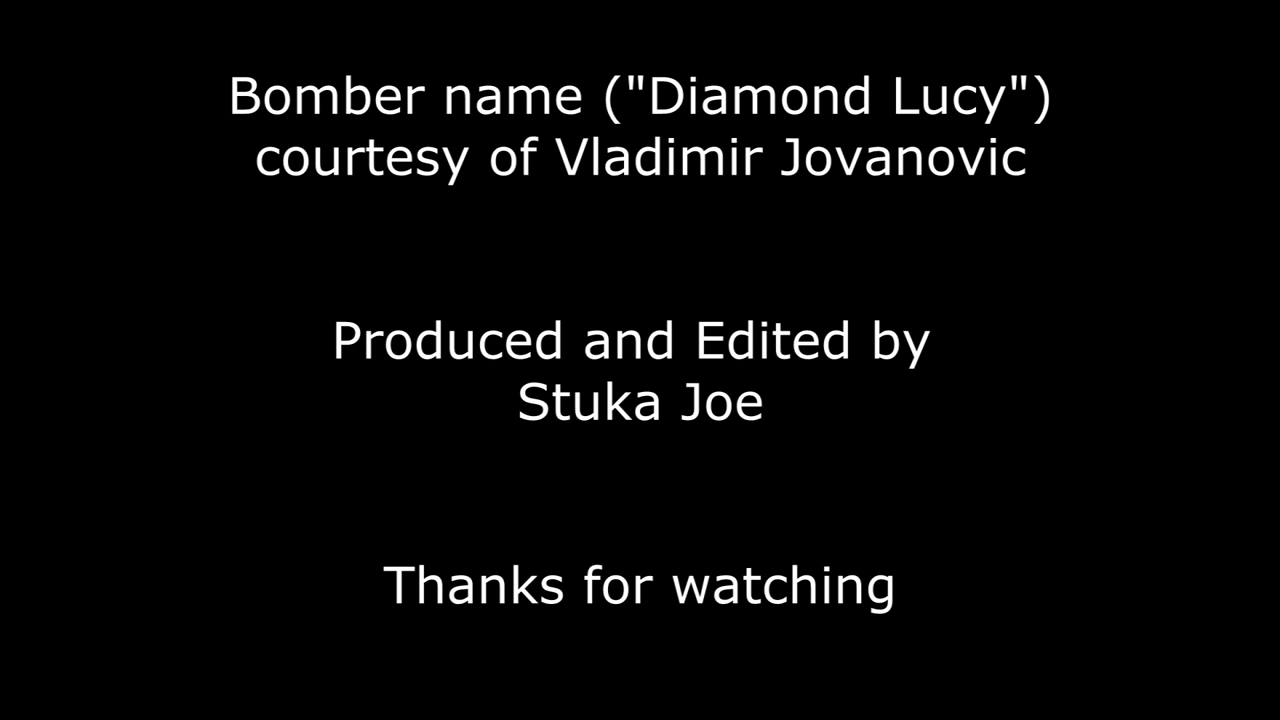 Bomber name ("Diamond Lucy")
courtesy of Vladimir Jovanovic
Produced and Edited by
Stuka Joe
Thanks for watching